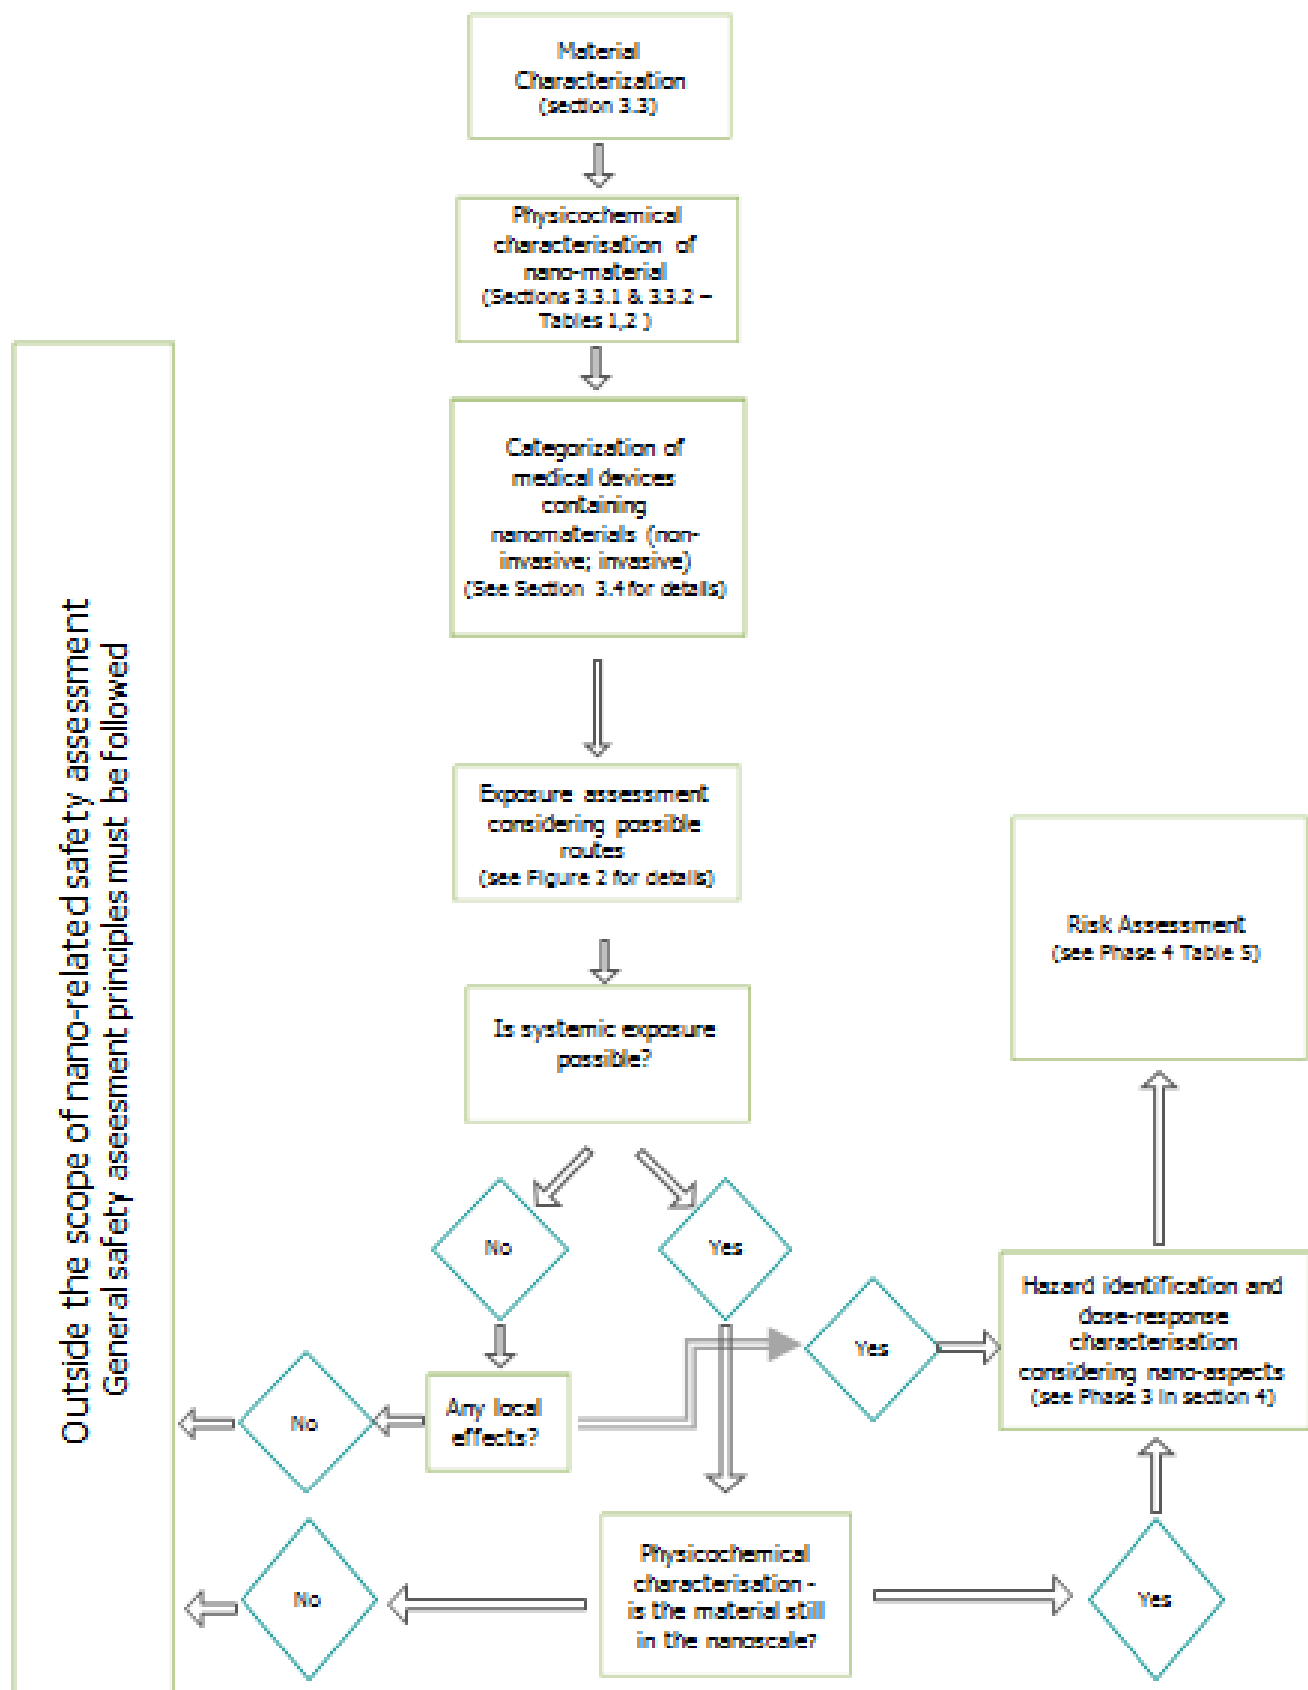 Material
Characterization
(section 3.3)
Physicochemical
characterisation of
nano-material
(Sections 3.3.1 & 3.3.2 –
Tables 1,2 )
Categorization of
medical devices
containing
nanomaterials (non-
invasive; invasive)
(See Section 3.4 for details)
Exposure assessment
considering possible
routes
(see Figure 2 for details)
Is systemic exposure
possible?
No
Yes
Any local
effects?
No
Yes
Physicochemical
characterisation -
is the material still
in the nanoscale?
No
Yes
Hazard identification and
dose-response
characterisation
considering nano-aspects
(see Phase 3 in section 4)
Risk Assessment
(see Phase 4 Table 5)
Outside the scope of nano-related safety assessment
General safety aseesment principles must be followed